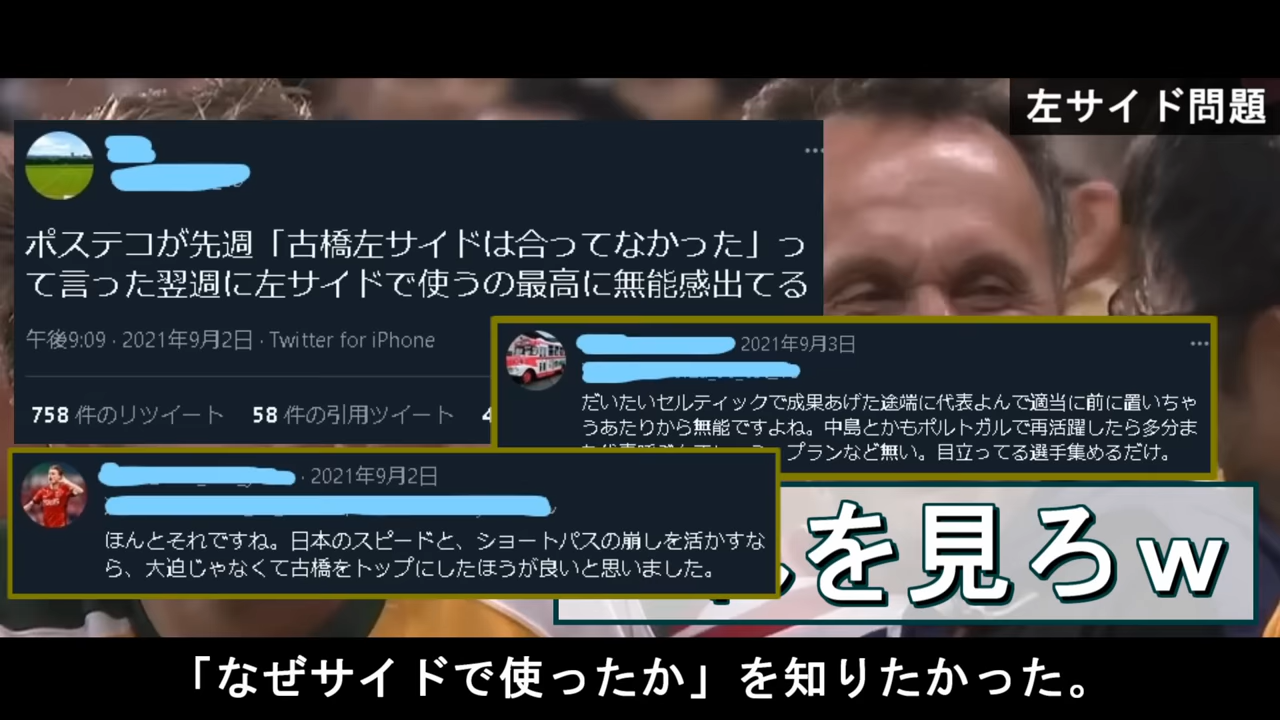 左サイド問題
ポステコが先週「古橋左サイドは合ってなかった」っ
て言った翌週に左サイドで使うの最高に無能感出てる
午後9:09 · 2021年9月2日 · Twitter for iPhone
758 件のリツイート 58 件の引用ツイート
2021年9月3日
だいたいセルティックで成果あげた途端に代表よんで適当に前に置いちゃ
うあたりから無能ですよね。中島とかもポルトガルで再活躍したら多分ま
プランなど無い。目立ってる選手集めるだけ。
· 2021年9月2日
ほんとそれですね。日本のスピードと、ショートパスの崩しを活かすな
ら、大迫じゃなくて古橋をトップにしたほうが良いと思いました。
を見ろw
「なぜサイドで使ったか」を知りたかった。